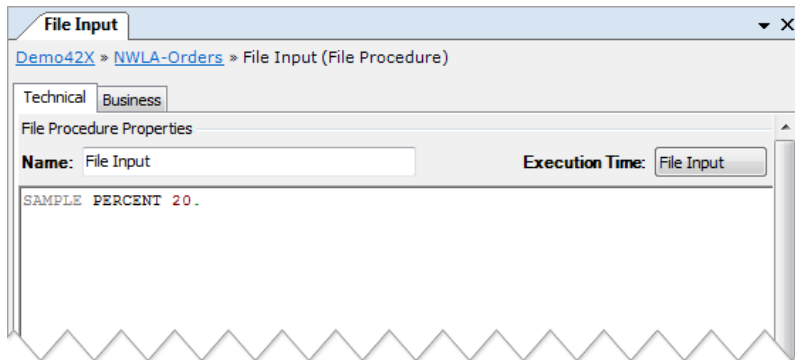 File Input
Demo42X » NWLA-Orders » File Input (File Procedure)
Technical Business
File Procedure Properties
Name: File Input Execution Time: File Input
SAMPLE PERCENT 20.